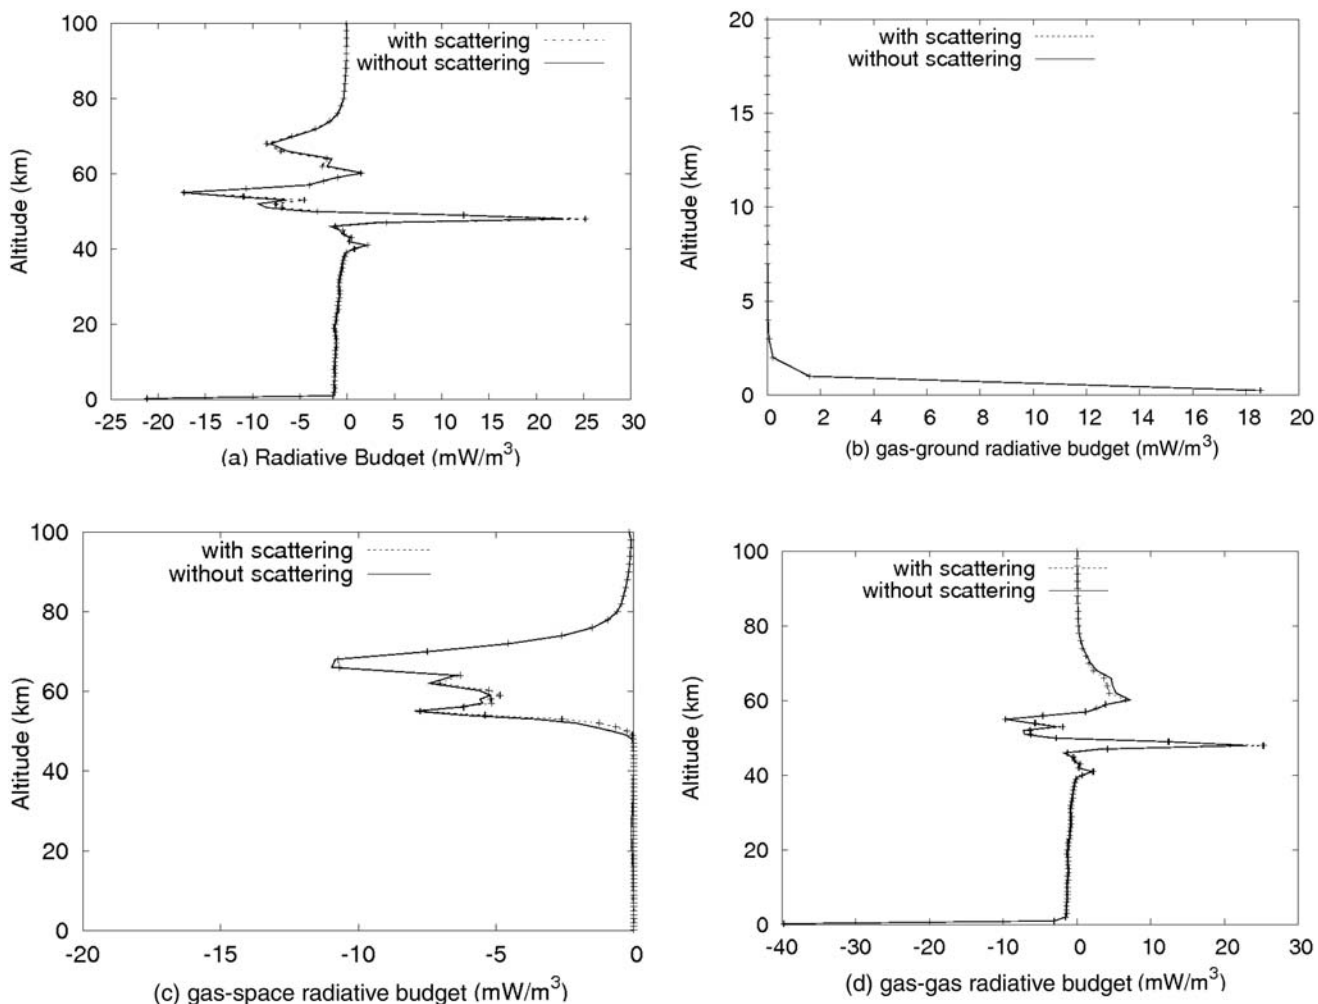 100
80
60
40
20
0
Altitude (km)
with scattering
without scattering
-25 -20 -15 -10 -5 0 5 10 15 20 25 30
(a) Radiative Budget (mW/m³)
20
15
10
5
0
Altitude (km)
with scattering
without scattering
0 2 4 6 8 10 12 14 16 18 20
(b) gas-ground radiative budget (mW/m³)
100
80
60
40
20
0
Altitude (km)
with scattering
without scattering
-20 -15 -10 -5 0
(c) gas-space radiative budget (mW/m³)
100
80
60
40
20
0
Altitude (km)
with scattering
without scattering
-40 -30 -20 -10 0 10 20 30
(d) gas-gas radiative budget (mW/m³)